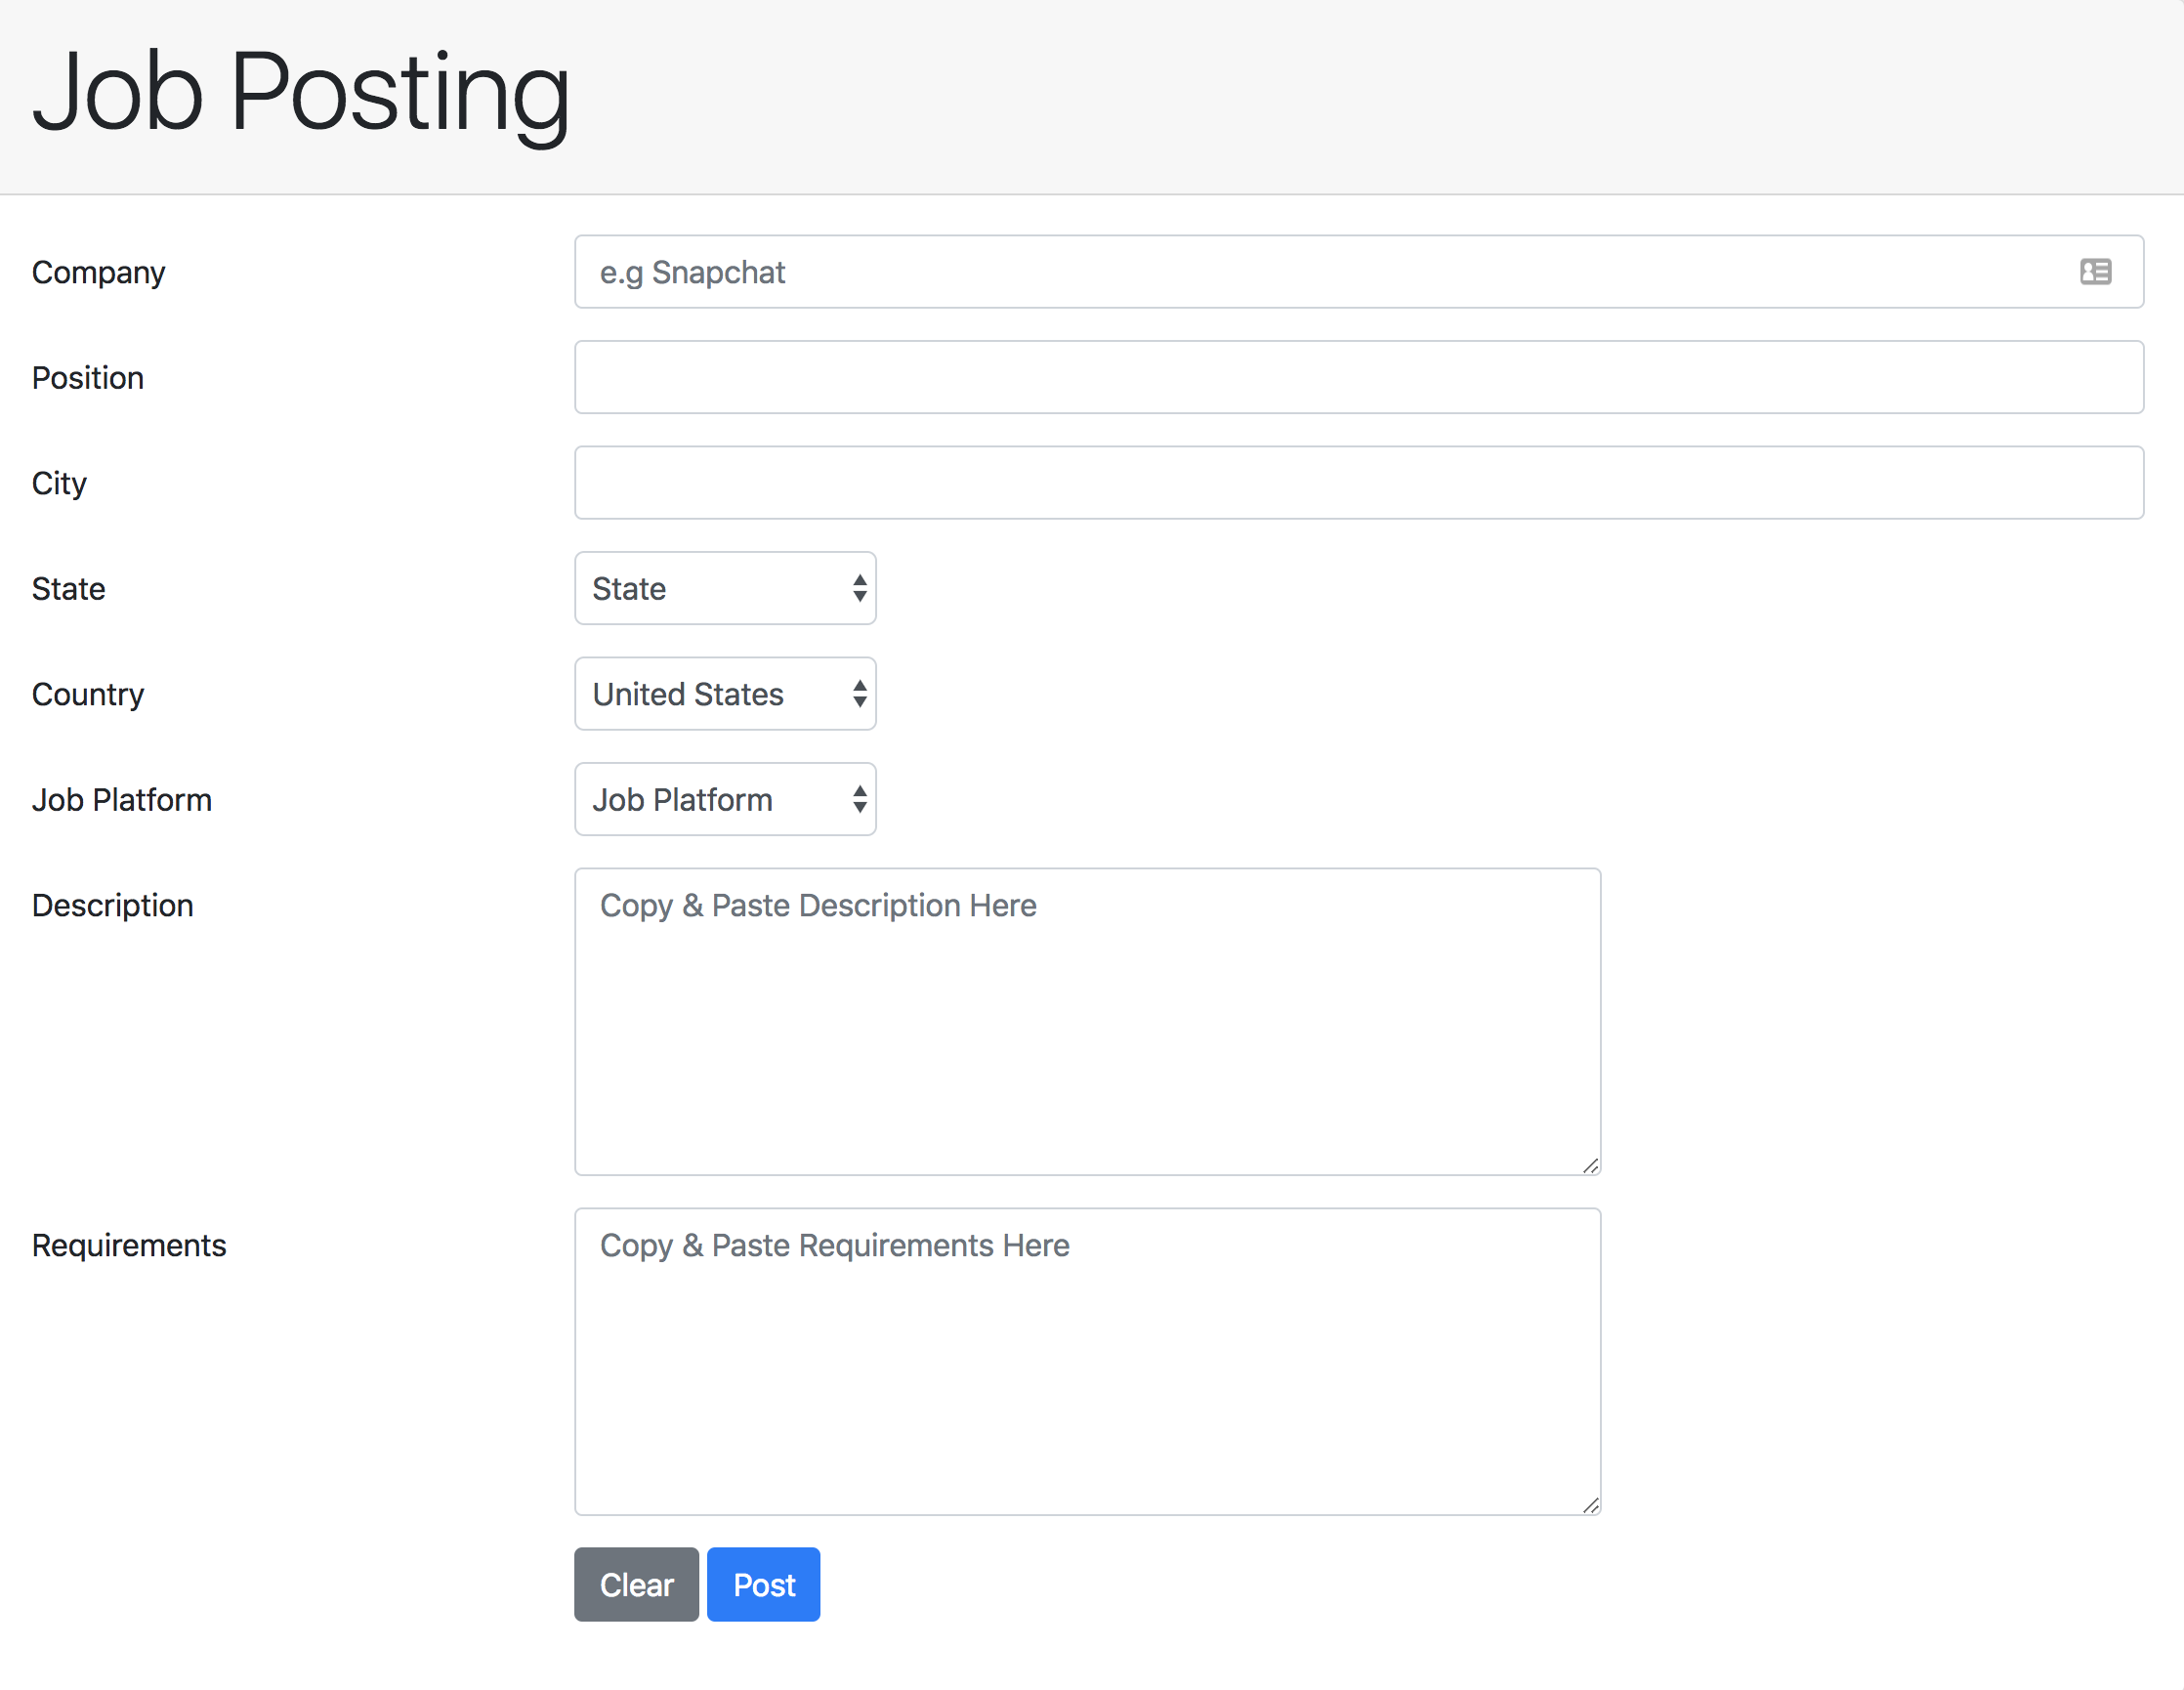 Job Posting
Company
e.g Snapchat
Position
City
State
State
Country
United States
Job Platform
Job Platform
Description
Copy & Paste Description Here
Requirements
Copy & Paste Requirements Here
Clear
Post